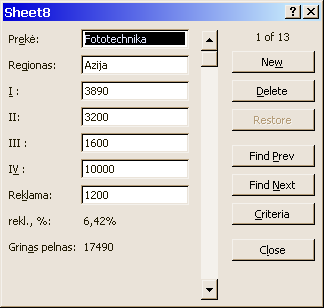 Sheet8
Prekė: Fototechnika
Regionas: Azija
I : 3890
II: 3200
III : 1600
IV : 10000
Reklama: 1200
rekl., %: 6,42%
Grinas pelnas: 17490
1 of 13
New
Delete
Restore
Find Prev
Find Next
Criteria
Close